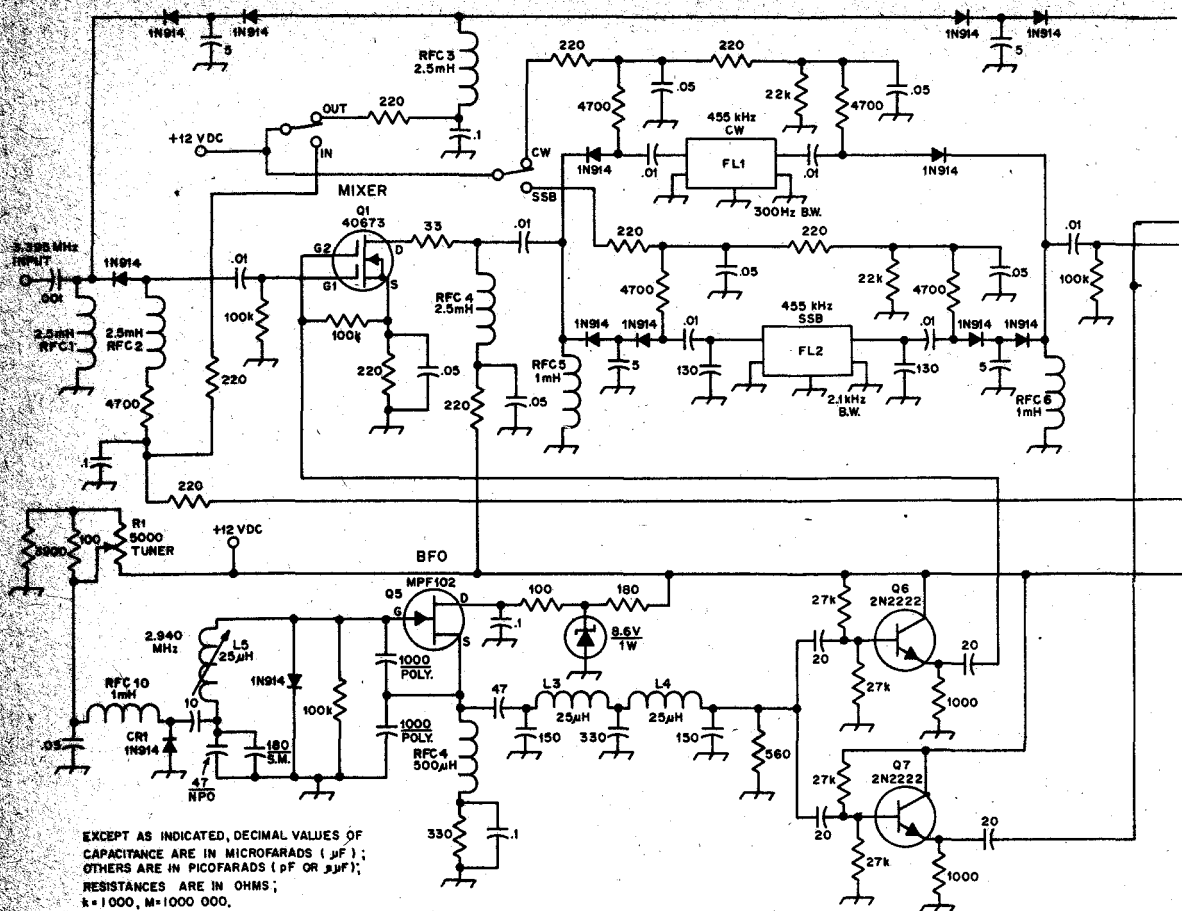 1N914
1N914
5
RFC 3
2.5mH
220
220
1N914
1N914
5
.05
4700
22k
4700
.05
OUT
220
+12 VDC
IN
.1
CW
SSB
455 kHz
CW
FL1
1N914
.01
.01
1N914
300Hz B.W.
MIXER
Q1
40673
D
G2
G1
S
33
.01
220
220
.01
3.395 MHz
INPUT
.001
1N914
.01
100k
100k
2.5mH
RFC1
2.5mH
RFC2
220
RFC 4
2.5mH
4700
.05
22k
4700
.05
100k
455 kHz
SSB
FL2
1N914
1N914
.01
.01
1N914
1N914
RFC5
1mH
5
130
130
5
2.1kHz
B.W.
RFC 6
1mH
220
.05
220
.05
4700
.1
220
3900
100
R1
5000
TUNER
+12 VDC
BFO
MPF102
Q5
G
D
S
100
180
.1
8.6V
1W
27k
Q6
2N2222
20
20
27k
1000
2.940
MHz
L5
25µH
1N914
100k
1000
POLY.
1000
POLY.
RFC 10
1mH
10
CR1
1N914
.05
180
S.M.
47
NPO
47
L3
25µH
L4
25µH
150
330
150
560
RFC4
500µH
330
.1
27k
Q7
2N2222
20
20
27k
1000
EXCEPT AS INDICATED, DECIMAL VALUES OF
CAPACITANCE ARE IN MICROFARADS ( µF ) ;
OTHERS ARE IN PICOFARADS ( pF OR µµF);
RESISTANCES ARE IN OHMS ;
k = 1000, M=1000 000.